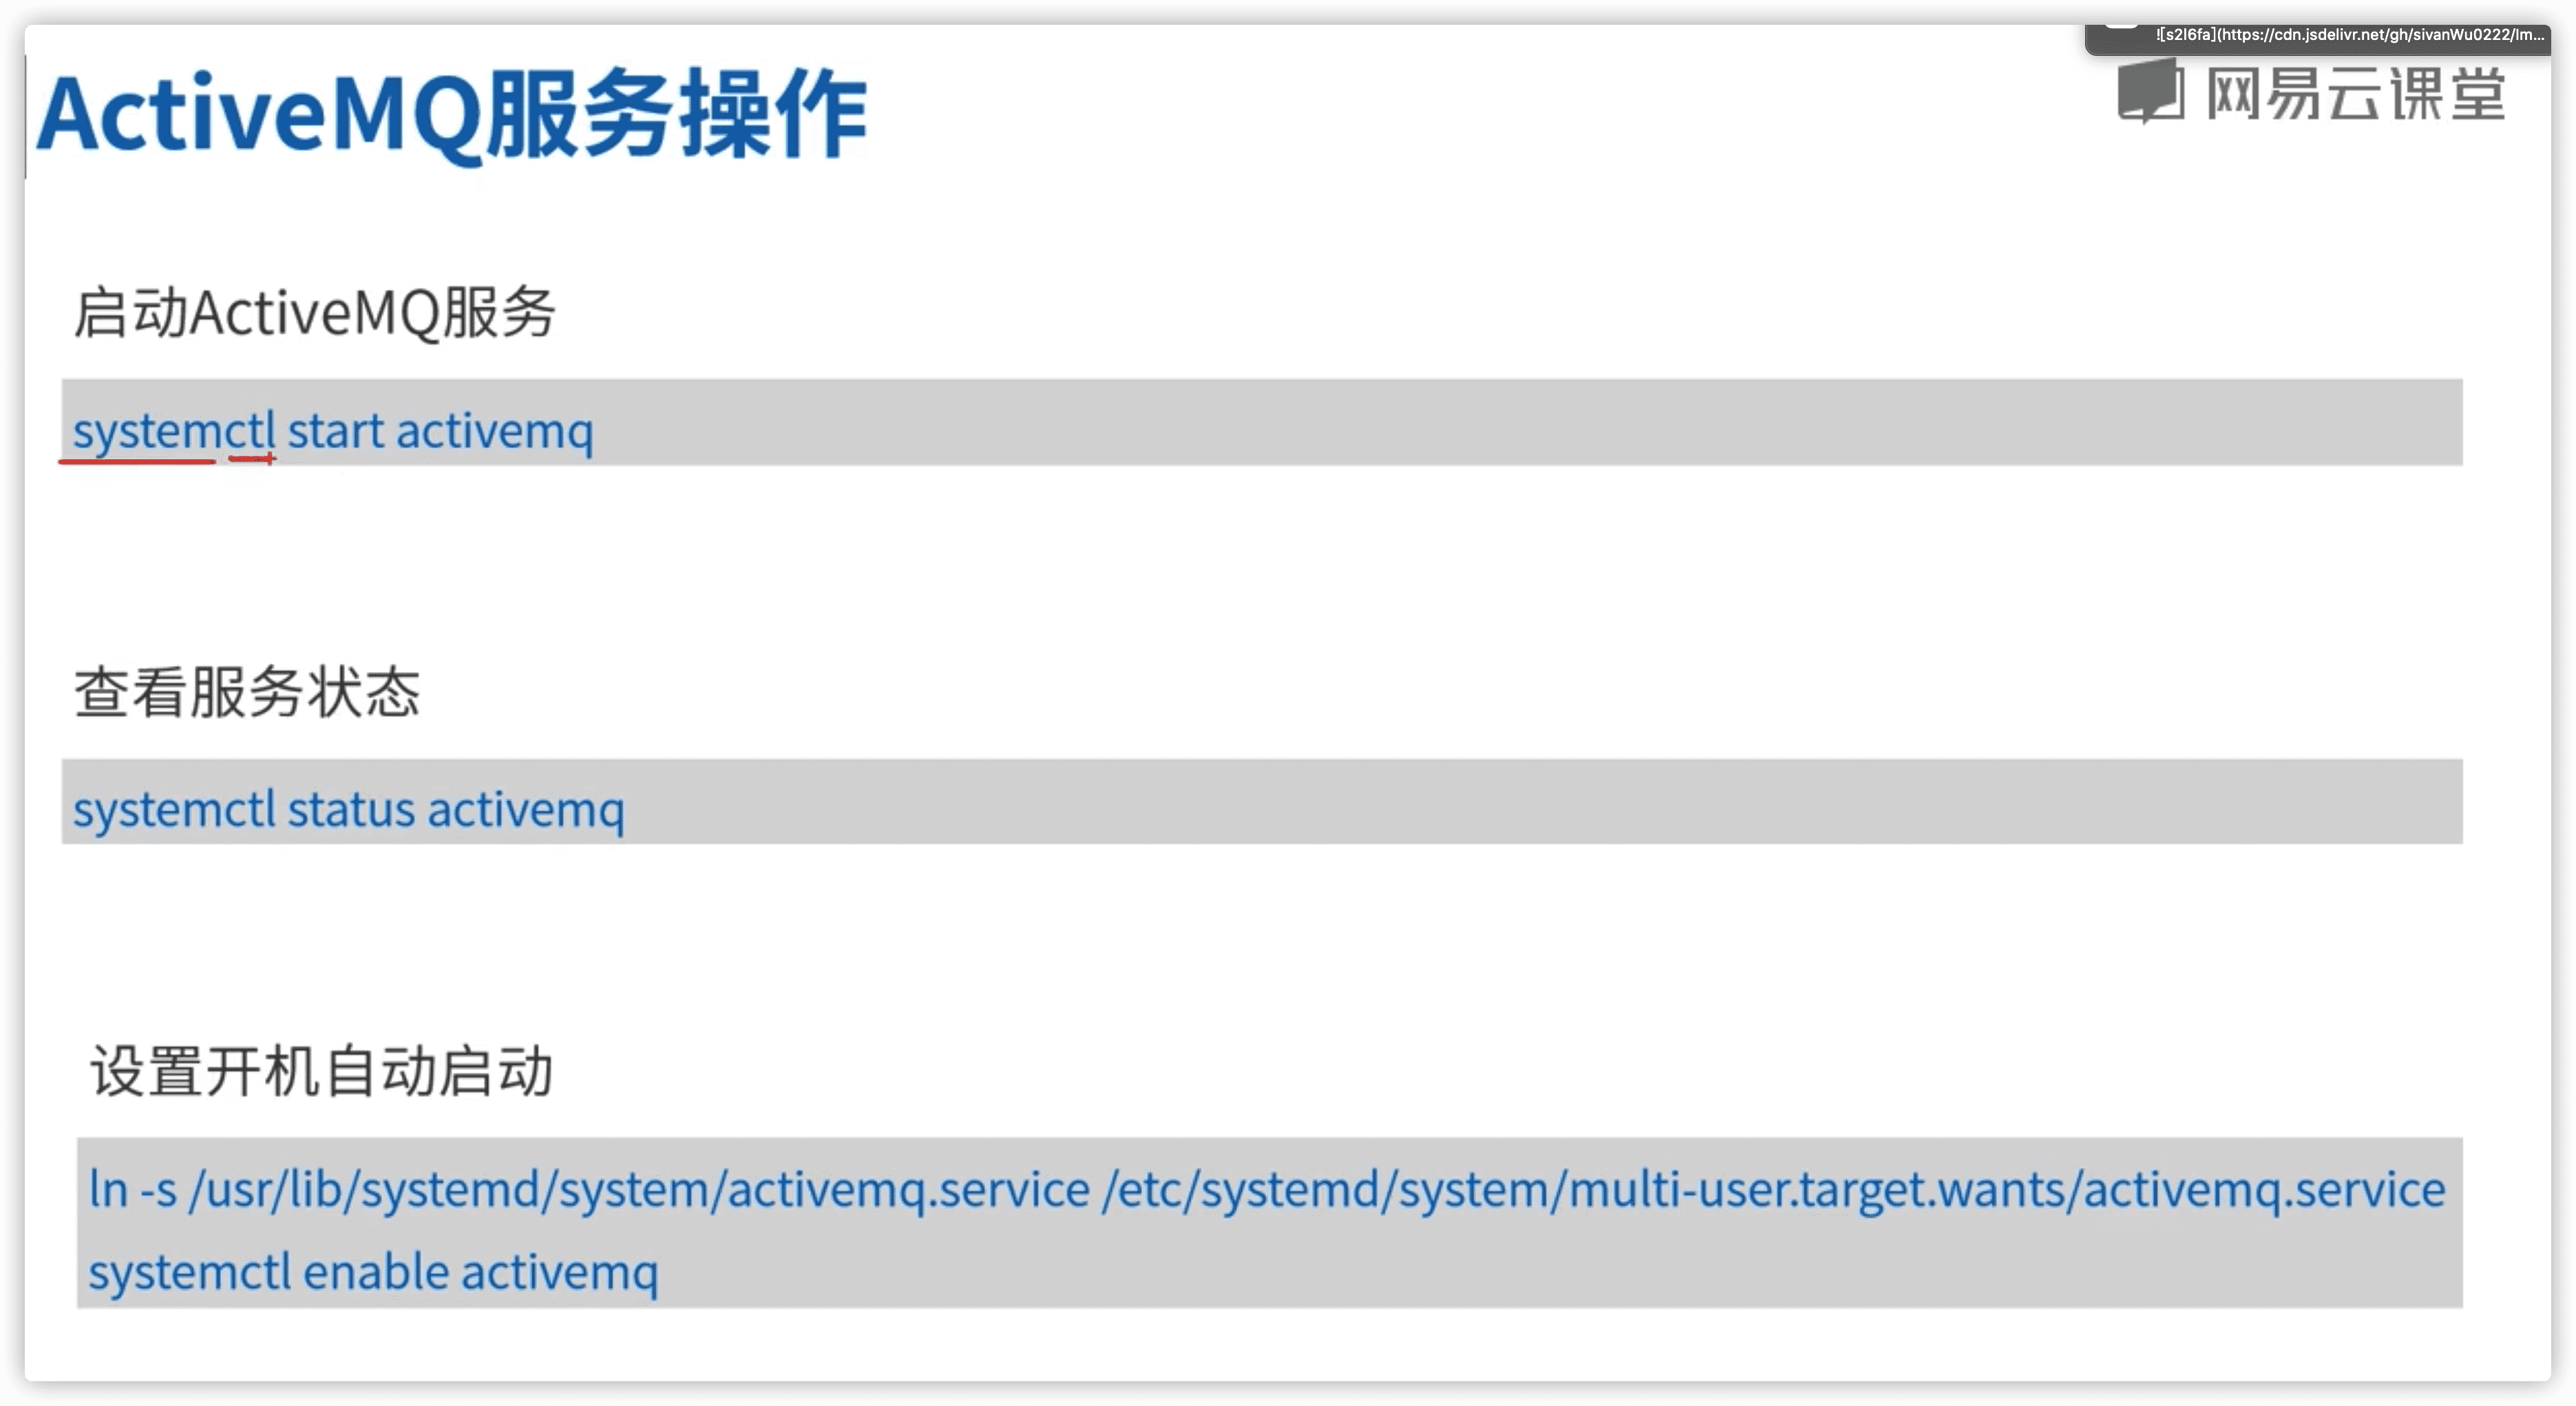 ![s2l6fa](https://cdn.jsdelivr.net/gh/sivanWu0222/Im...
ActiveMQ服务操作
网易云课堂
启动ActiveMQ服务
systemctl start activemq
查看服务状态
systemctl status activemq
设置开机自动启动
ln -s /usr/lib/systemd/system/activemq.service /etc/systemd/system/multi-user.target.wants/activemq.service
systemctl enable activemq